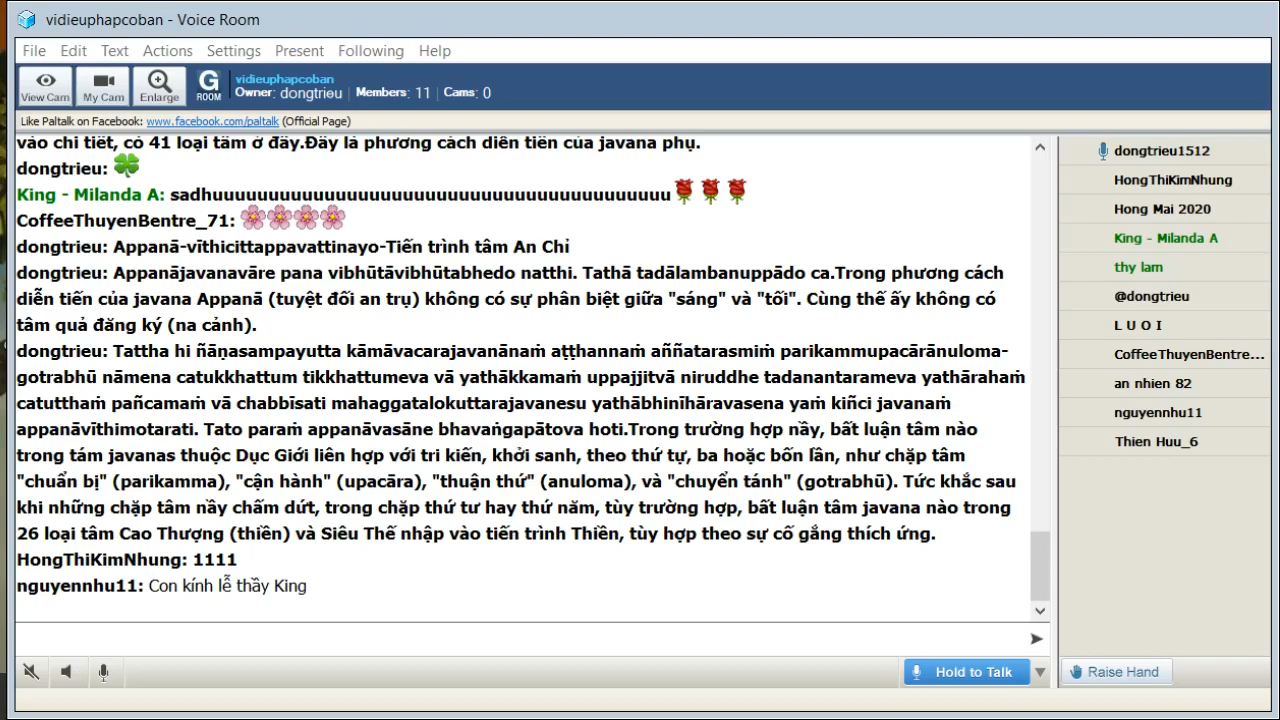 vidieuphapcoban - Voice Room
File Edit Text Actions Settings Present Following Help
View Cam My Cam Enlarge G ROOM vidieuphapcoban
Owner: dongtrieu | Members: 11 | Cams: 0
Like Paltalk on Facebook: www.facebook.com/paltalk (Official Page)
vào chi tiết, có 41 loại tâm ở đây.Đây là phương cách diễn tiến của javana phụ.
dongtrieu:
King - Milanda A: sadhuuuuuuuuuuuuuuuuuuuuuuuuuuuuuuuuuuuuuuuuu
CoffeeThuyenBentre_71:
dongtrieu: Appanā-vīthicittappavattinayo-Tiến trình tâm An Chỉ
dongtrieu: Appanājavanavāre pana vibhūtāvibhūtabhedo natthi. Tathā tadālambanuppādo ca.Trong phương cách
diễn tiến của javana Appanā (tuyệt đối an trụ) không có sự phân biệt giữa "sáng" và "tối". Cùng thế ấy không có
tâm quả đăng ký (na cảnh).
dongtrieu: Tattha hi ñāṇasampayutta kāmāvacarajavanānaṁ aṭṭhannaṁ aññatarasmiṁ parikammupacārānuloma-
gotrabhū nāmena catukkhattum tikkhattumeva vā yathākkamaṁ uppajjitvā niruddhe tadanantarameva yathārahaṁ
catutthaṁ pañcamaṁ vā chabbīsati mahaggatalokuttarajavanesu yathābhinīhāravasena yaṁ kiñci javanaṁ
appanāvīthimotarati. Tato paraṁ appanāvasāne bhavaṅgapātova hoti.Trong trường hợp nầy, bất luận tâm nào
trong tám javanas thuộc Dục Giới liên hợp với tri kiến, khởi sanh, theo thứ tự, ba hoặc bốn lần, như chặp tâm
"chuẩn bị" (parikamma), "cận hành" (upacāra), "thuận thứ" (anuloma), và "chuyển tánh" (gotrabhū). Tức khắc sau
khi những chặp tâm nầy chấm dứt, trong chặp thứ tư hay thứ năm, tùy trường hợp, bất luận tâm javana nào trong
26 loại tâm Cao Thượng (thiền) và Siêu Thế nhập vào tiến trình Thiền, tùy hợp theo sự cố gắng thích ứng.
HongThiKimNhung: 1111
nguyennhu11: Con kính lễ thầy King
dongtrieu1512
HongThiKimNhung
Hong Mai 2020
King - Milanda A
thy lam
@dongtrieu
L U O I
CoffeeThuyenBentre...
an nhien 82
nguyennhu11
Thien Huu_6
Hold to Talk
Raise Hand